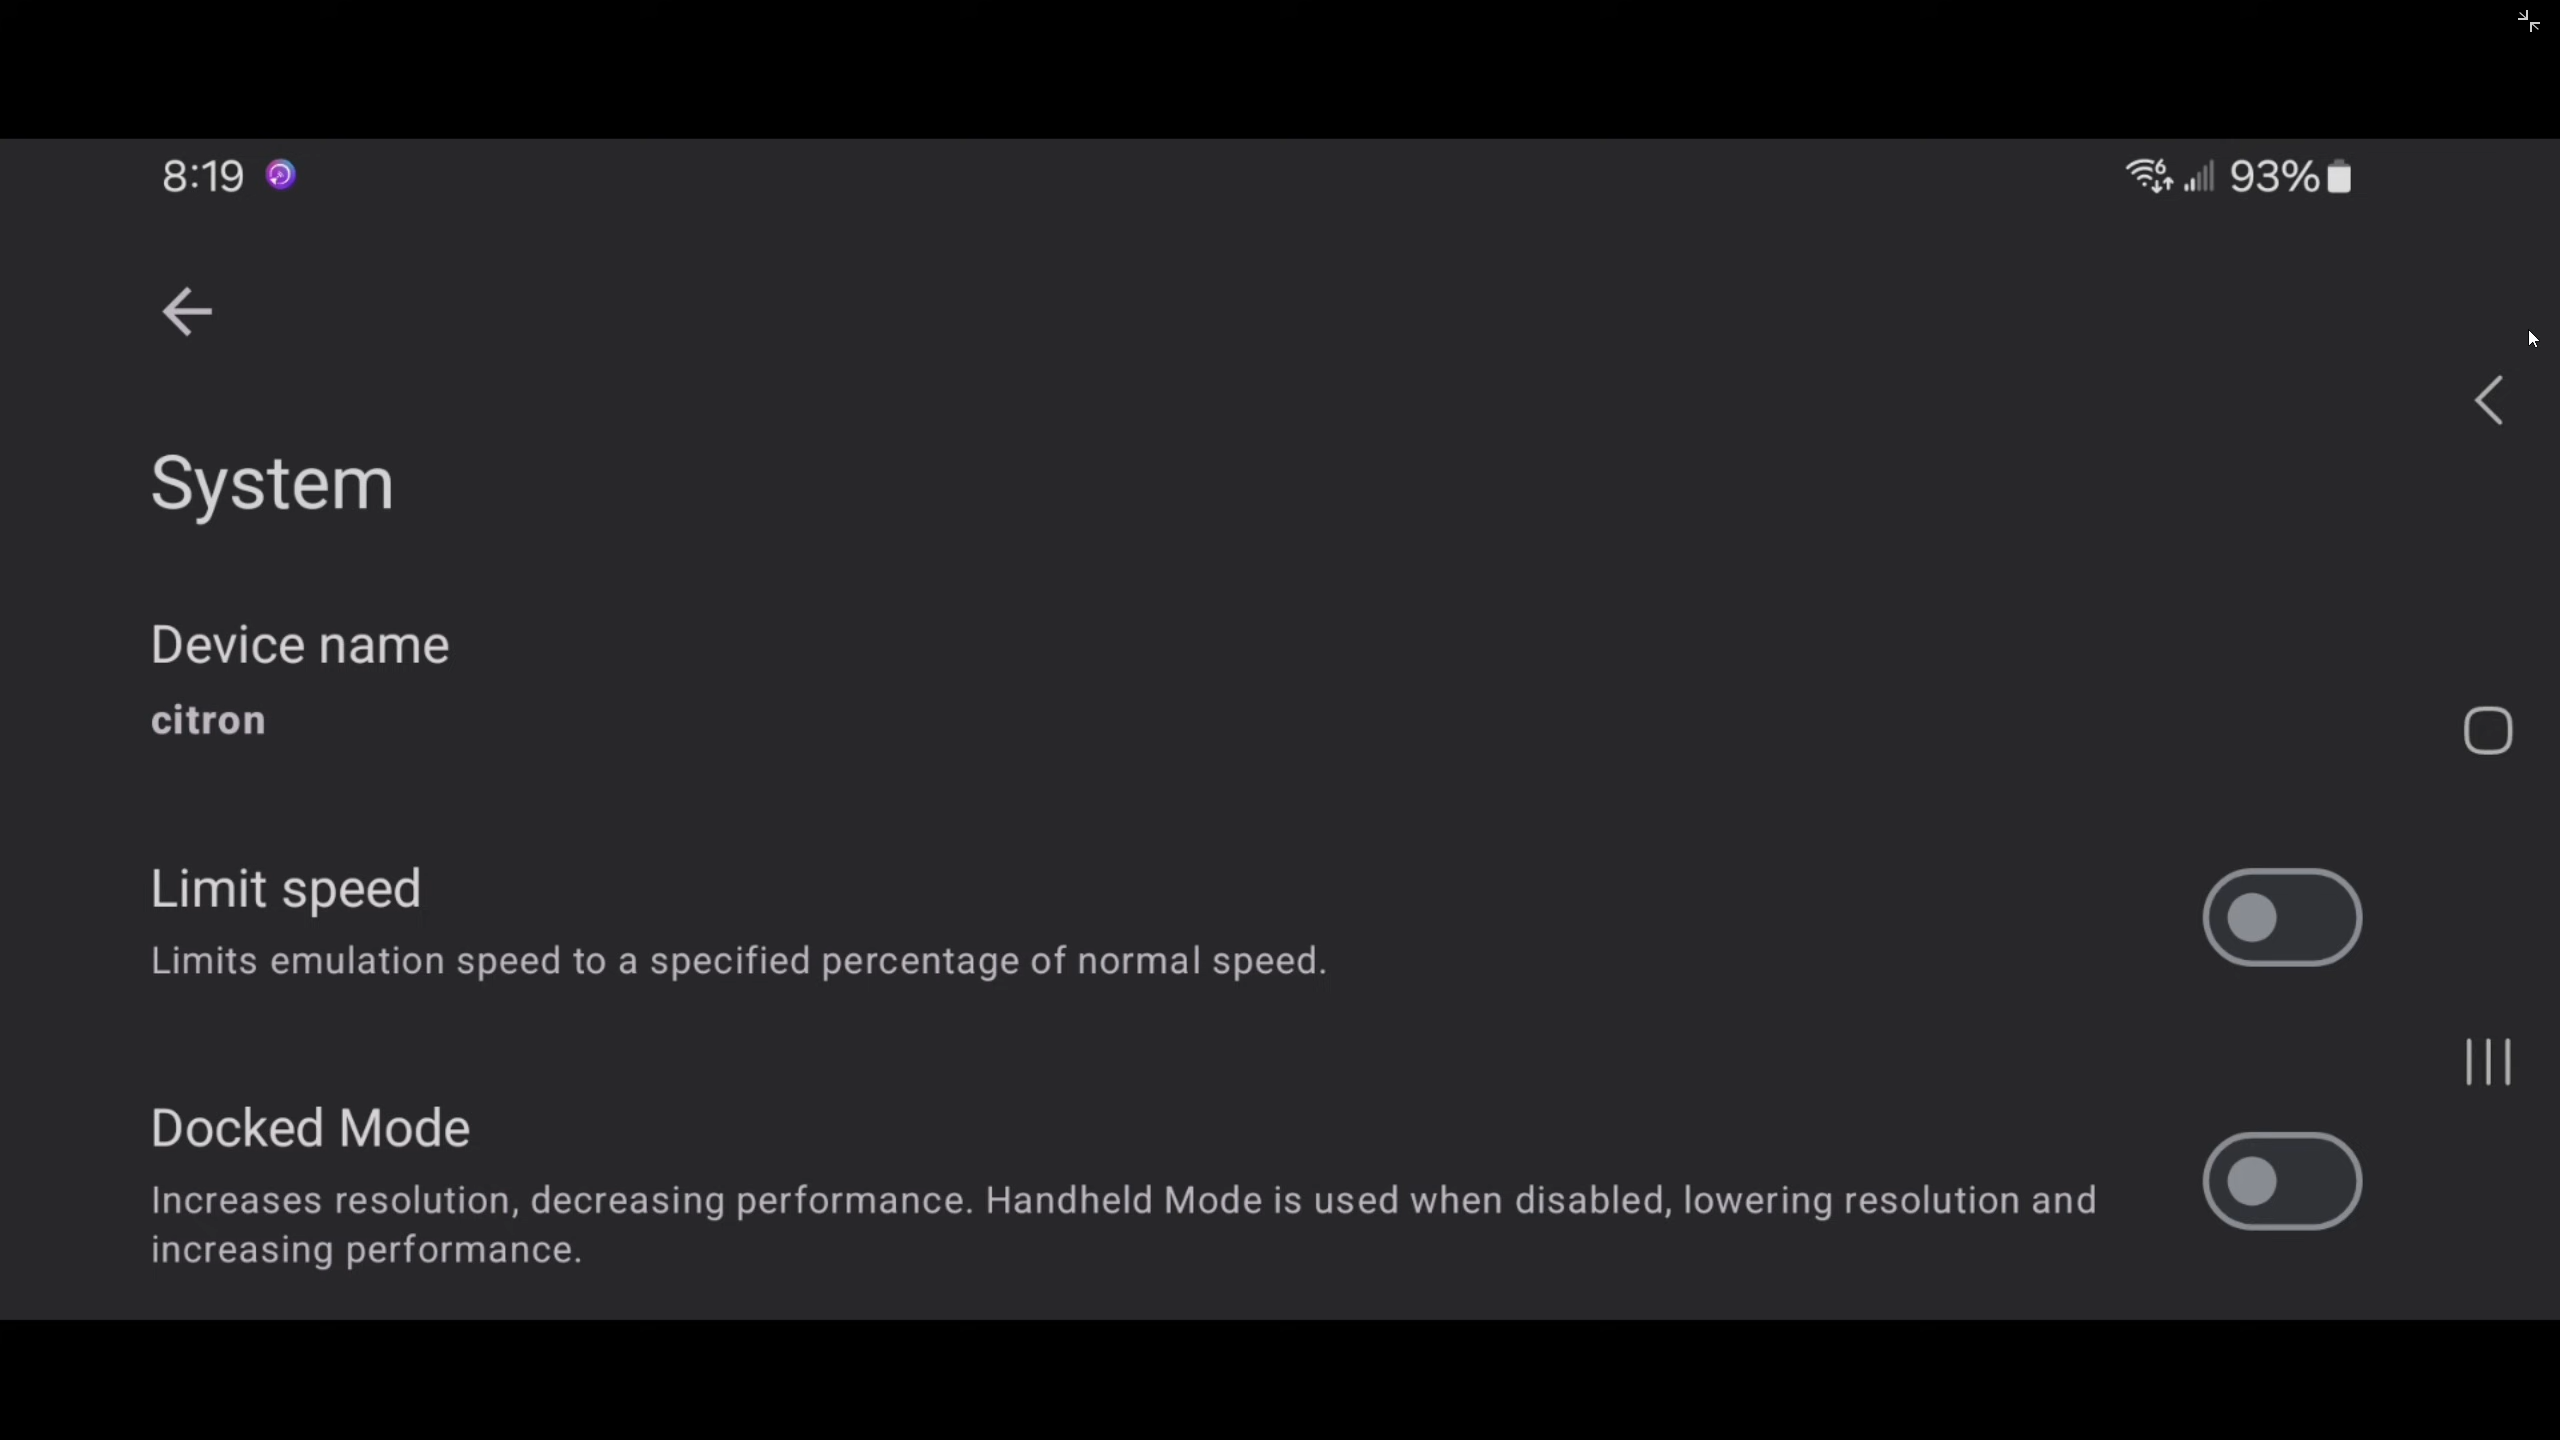 8:19
6 93%
System
Device name
citron
Limit speed
Limits emulation speed to a specified percentage of normal speed.
Docked Mode
Increases resolution, decreasing performance. Handheld Mode is used when disabled, lowering resolution and
increasing performance.